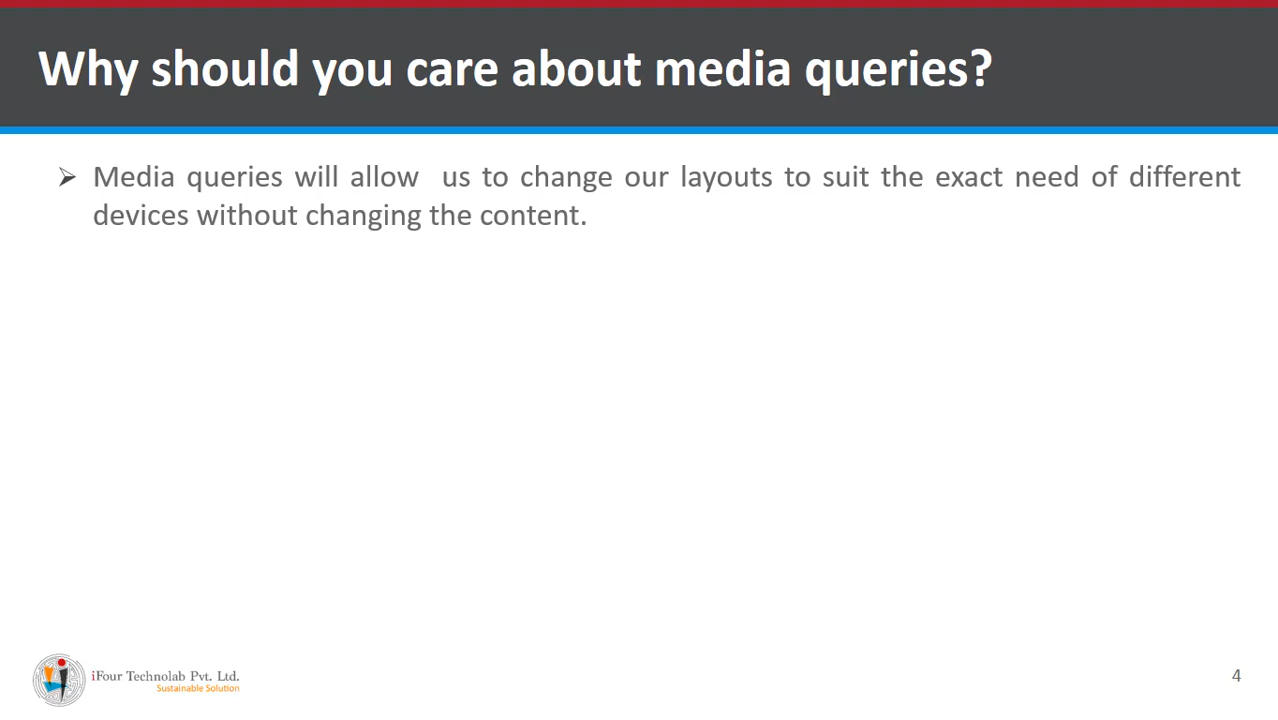 Why should you care about media queries?
Media queries will allow  us to change our layouts to suit the exact need of different
devices without changing the content.
iFour Technolab Pvt. Ltd.
Sustainable Solution
4